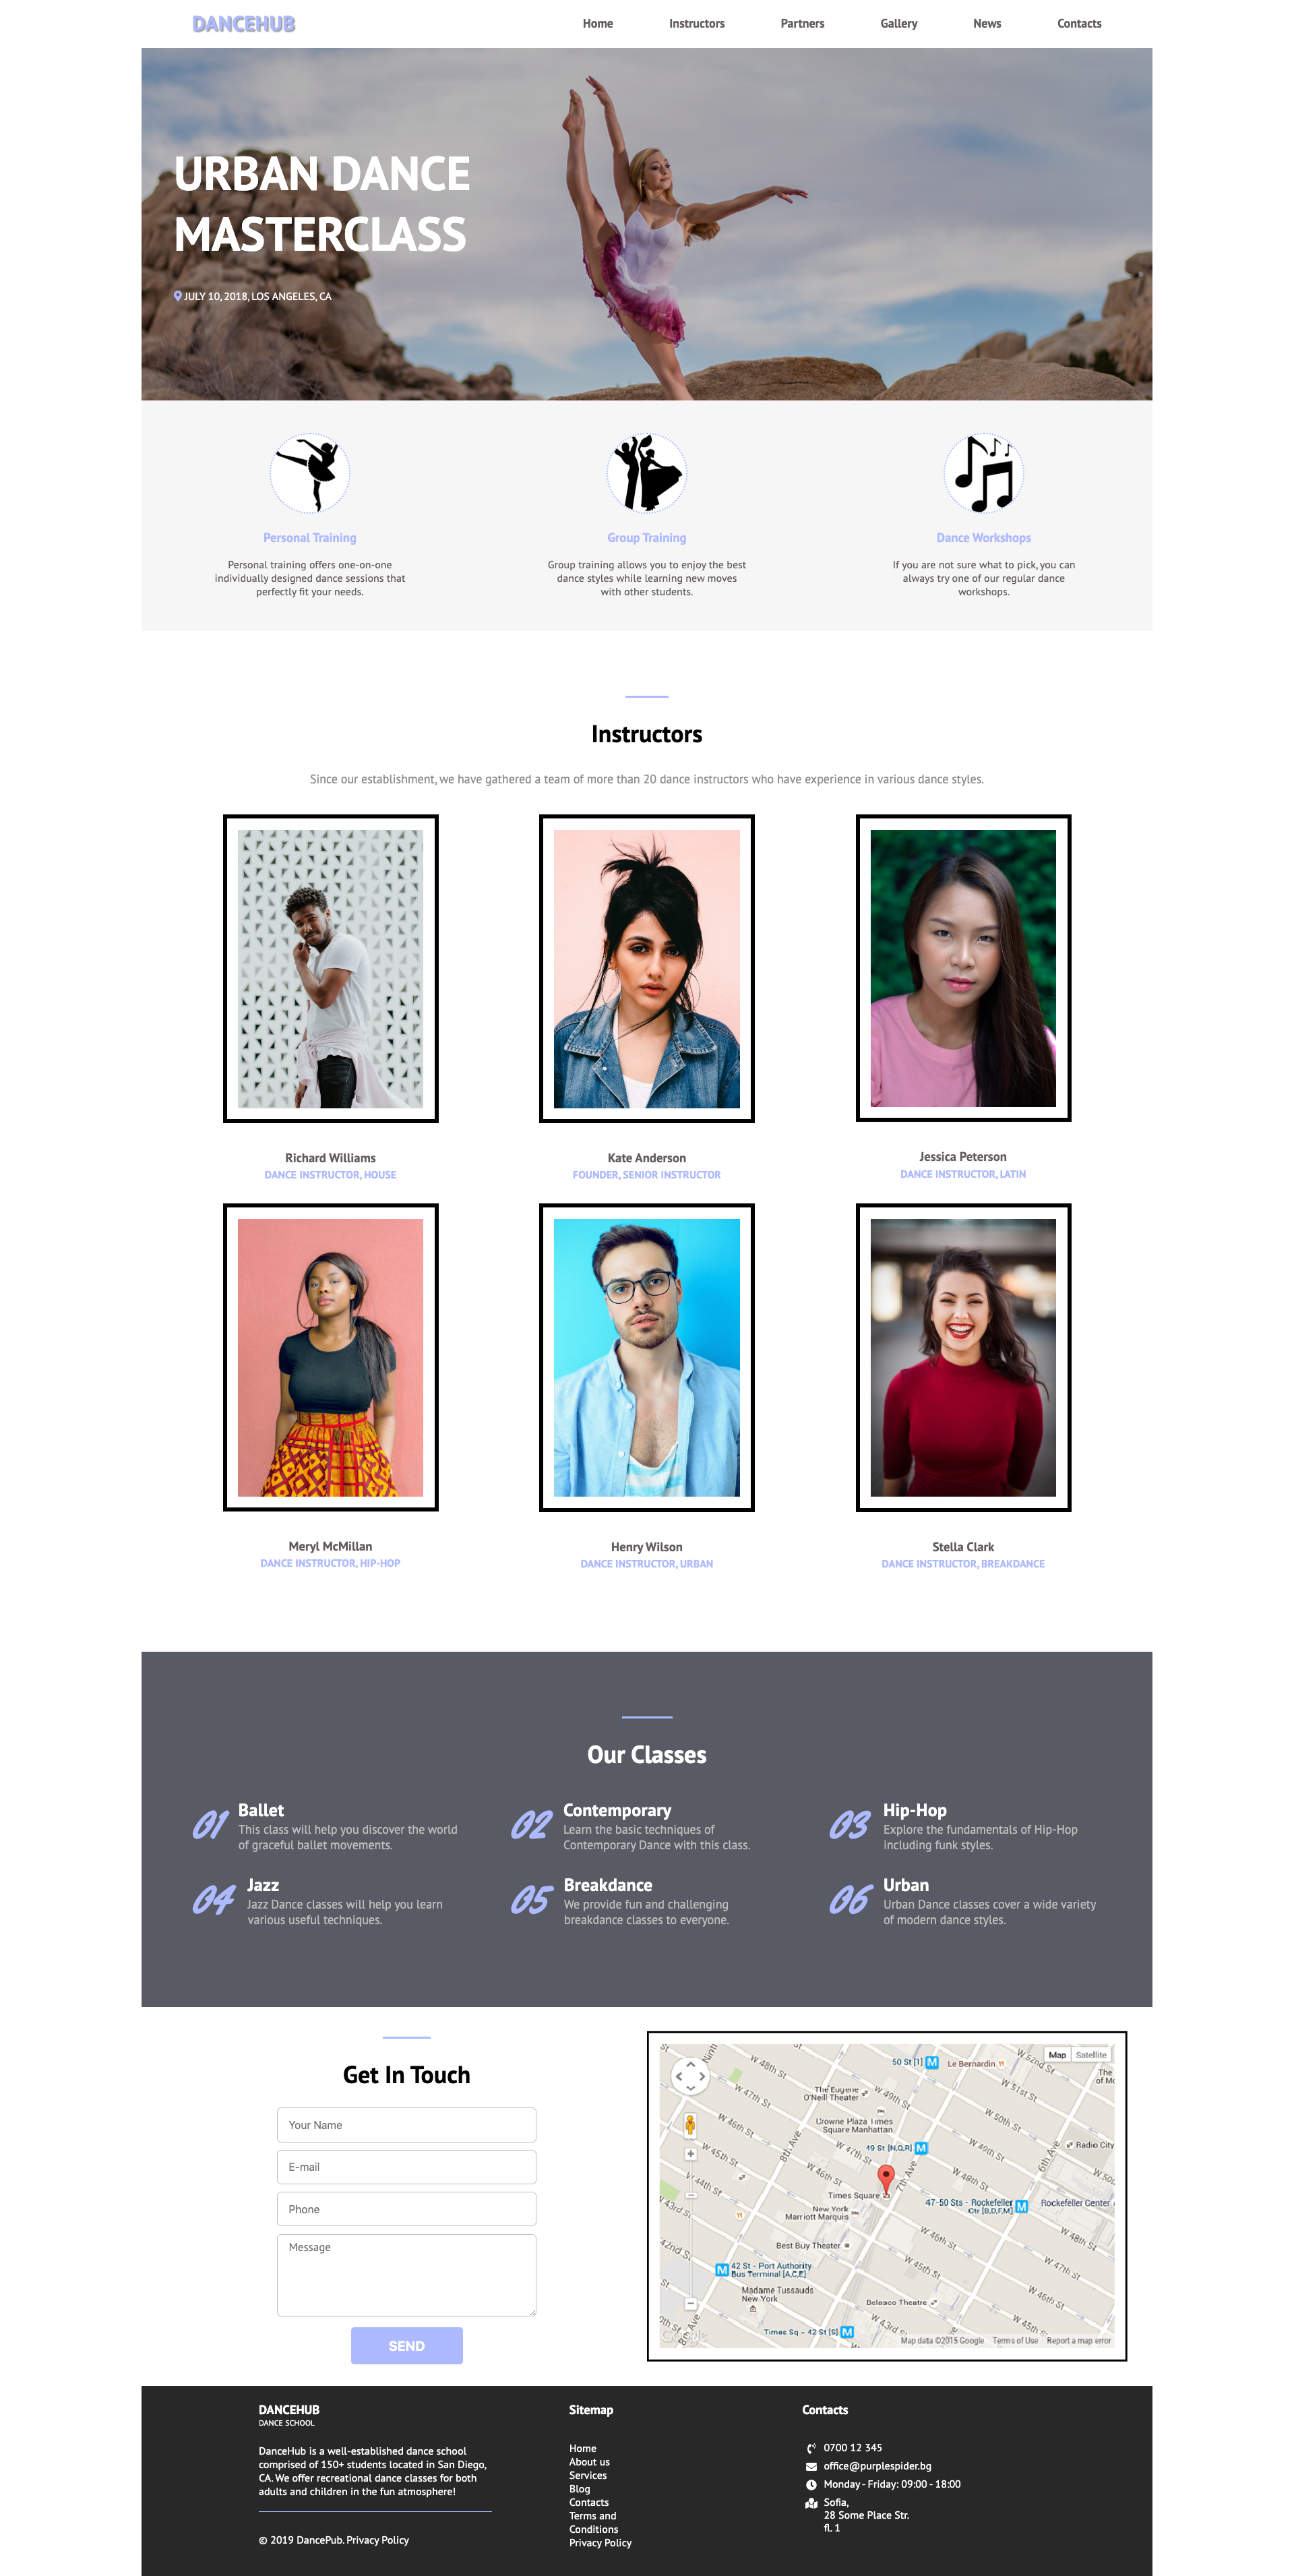 DANCEHUB
Home Instructors Partners Gallery News Contacts
URBAN DANCE
MASTERCLASS
JULY 10, 2018, LOS ANGELES, CA
Personal Training
Personal training offers one-on-one
individually designed dance sessions that
perfectly fit your needs.
Group Training
Group training allows you to enjoy the best
dance styles while learning new moves
with other students.
Dance Workshops
If you are not sure what to pick, you can
always try one of our regular dance
workshops.
Instructors
Since our establishment, we have gathered a team of more than 20 dance instructors who have experience in various dance styles.
Richard Williams
DANCE INSTRUCTOR, HOUSE
Kate Anderson
FOUNDER, SENIOR INSTRUCTOR
Jessica Peterson
DANCE INSTRUCTOR, LATIN
Meryl McMillan
DANCE INSTRUCTOR, HIP-HOP
Henry Wilson
DANCE INSTRUCTOR, URBAN
Stella Clark
DANCE INSTRUCTOR, BREAKDANCE
Our Classes
01
Ballet
This class will help you discover the world
of graceful ballet movements.
02
Contemporary
Learn the basic techniques of
Contemporary Dance with this class.
03
Hip-Hop
Explore the fundamentals of Hip-Hop
including funk styles.
04
Jazz
Jazz Dance classes will help you learn
various useful techniques.
05
Breakdance
We provide fun and challenging
breakdance classes to everyone.
06
Urban
Urban Dance classes cover a wide variety
of modern dance styles.
Get In Touch
Your Name
E-mail
Phone
Message
SEND
Map Satellite
50 St [1] M
Le Bernardin
W 52nd St
The
of Mo
W 48th St
W 51st St
The Eugene
O'Neill Theater
W 49th St
W 47th St
W 50th St
Crowne Plaza Times
Square Manhattan
W 46th St
8th Ave
49 St [N,Q,R] M
W 49th St
6th Ave
Radio City
W 45th St
W 47th St
7th Ave
W 44th St
W 46th St
Times Square
W 43rd St
New York
Marriott Marquis
47-50 Sts - Rockefeller
Ctr [B,D,F,M] M
Rockefeller Center
W 46th St
W 48th St
Best Buy Theater
W 42nd St
W 45th St
W 47th St
M 42 St - Port Authority
Bus Terminal [A,C,E]
Madame Tussauds
New York
W 44th St
W 46th St
Belasco Theatre
W 43rd St
W 45th St
8th Ave
Times Sq - 42 St [S] M
Google
Map data ©2015 Google Terms of Use Report a map error
DANCEHUB
DANCE SCHOOL
DanceHub is a well-established dance school
comprised of 150+ students located in San Diego,
CA. We offer recreational dance classes for both
adults and children in the fun atmosphere!
© 2019 DancePub. Privacy Policy
Sitemap
Home
About us
Services
Blog
Contacts
Terms and
Conditions
Privacy Policy
Contacts
0700 12 345
office@purplespider.bg
Monday - Friday: 09:00 - 18:00
Sofia,
28 Some Place Str.
fl. 1